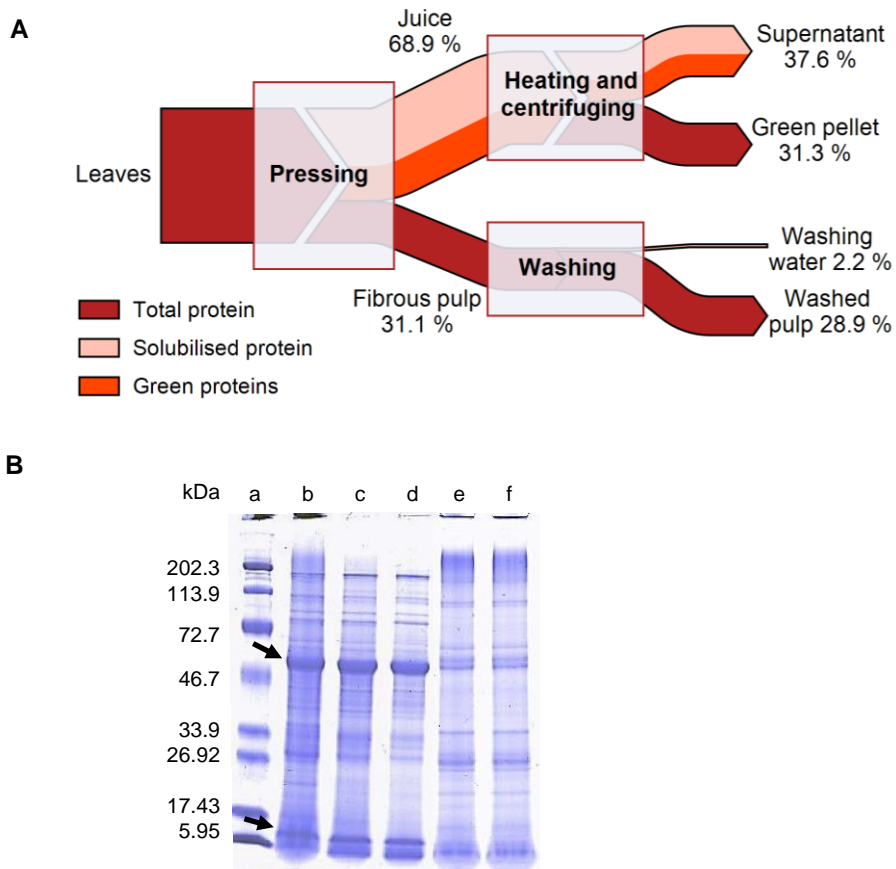 A
Juice
68.9 %
Supernatant
37.6 %
Heating and
centrifuging
Green pellet
31.3 %
Leaves
Pressing
Washing
water 2.2 %
Washing
Fibrous pulp
31.1 %
Washed
pulp 28.9 %
Total protein
Solubilised protein
Green proteins
B
kDa a b c d e f
202.3
113.9
72.7
46.7
33.9
26.92
17.43
5.95